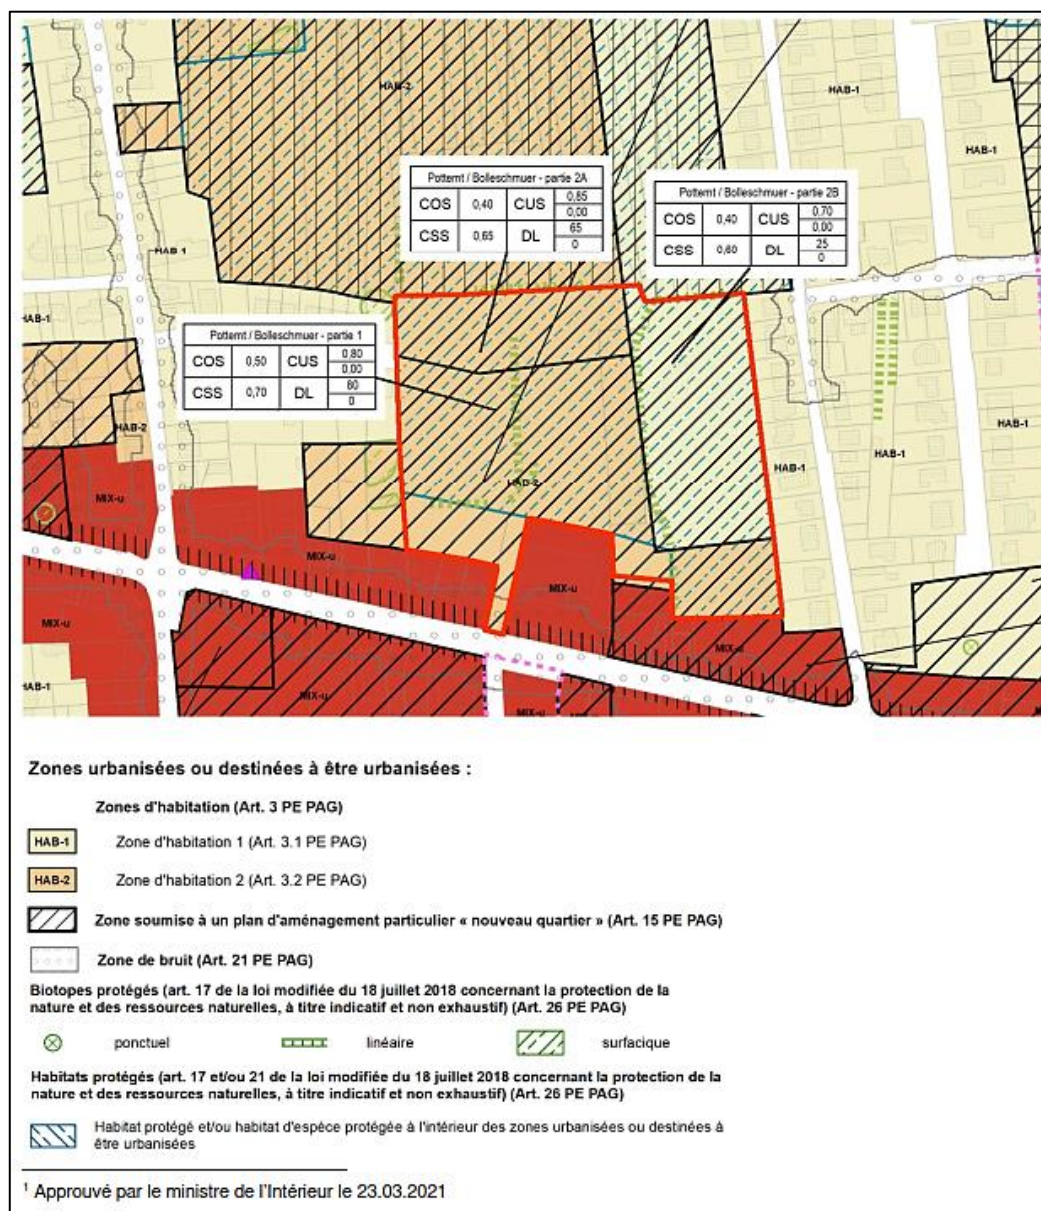 HAB-2
HAB-1
HAB-1
Potternt / Bolleschmuer - partie 2A
COS 0,40 CUS 0,85 0,00
CSS 0,65 DL 65 0
Potternt / Bolleschmuer - partie 2B
COS 0,40 CUS 0,70 0,00
CSS 0,60 DL 25 0
HAB-1
HAB-1
Potternt / Bolleschmuer - partie 1
COS 0,50 CUS 0,80 0,00
CSS 0,70 DL 60 0
HAB-2
HAB-1
HAB-1
HAB-1
HAB-2
MIX-u
MIX-u
MIX-u
MIX-u
MIX-u
HAB-1
MIX-u
MIX-u
Zones urbanisées ou destinées à être urbanisées :
Zones d'habitation (Art. 3 PE PAG)
HAB-1 Zone d'habitation 1 (Art. 3.1 PE PAG)
HAB-2 Zone d'habitation 2 (Art. 3.2 PE PAG)
Zone soumise à un plan d'aménagement particulier « nouveau quartier » (Art. 15 PE PAG)
Zone de bruit (Art. 21 PE PAG)
Biotopes protégés (art. 17 de la loi modifiée du 18 juillet 2018 concernant la protection de la
nature et des ressources naturelles, à titre indicatif et non exhaustif) (Art. 26 PE PAG)
ponctuel linéaire surfacique
Habitats protégés (art. 17 et/ou 21 de la loi modifiée du 18 juillet 2018 concernant la protection de la
nature et des ressources naturelles, à titre indicatif et non exhaustif) (Art. 26 PE PAG)
Habitat protégé et/ou habitat d'espèce protégée à l'intérieur des zones urbanisées ou destinées à
être urbanisées
1 Approuvé par le ministre de l'Intérieur le 23.03.2021